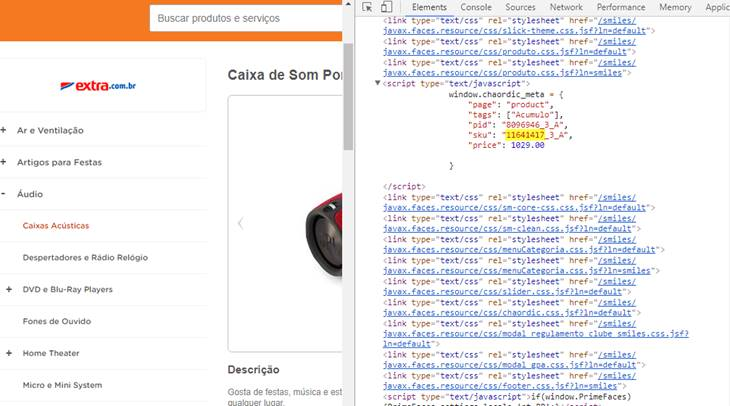 Buscar produtos e serviços
extra.com.br
+ Ar e Ventilação
+ Artigos para Festas
- Áudio
Caixas Acústicas
Despertadores e Rádio Relógio
+ DVD e Blu-Ray Players
Fones de Ouvido
+ Home Theater
Micro e Mini System
Caixa de Som Por
Descrição
Gosta de festas, música e est
qualquer lugar.
Elements Console Sources Network Performance Memory Applic
<link type="text/css" rel="stylesheet" href="/smiles/
javax.faces.resource/css/slick-theme.css.jsf?ln=default">
<link type="text/css" rel="stylesheet" href="/smiles/
javax.faces.resource/css/produto.css.jsf?ln=default">
<link type="text/css" rel="stylesheet" href="/smiles/
javax.faces.resource/css/produto.css.jsf?ln=smiles">
<script type="text/javascript">
window.chaordic_meta = {
"page": "product",
"tags": ["Acumulo"],
"pid": "8096946_3_A",
"sku": "11641417_3_A",
"price": 1029.00
}
</script>
<link type="text/css" rel="stylesheet" href="/smiles/
javax.faces.resource/css/sm-core-css.jsf?ln=default">
<link type="text/css" rel="stylesheet" href="/smiles/
javax.faces.resource/css/sm-clean.css.jsf?ln=default">
<link type="text/css" rel="stylesheet" href="/smiles/
javax.faces.resource/css/menuCategoria.css.jsf?ln=default">
<link type="text/css" rel="stylesheet" href="/smiles/
javax.faces.resource/css/menuCategoria.css.jsf?ln=smiles">
<link type="text/css" rel="stylesheet" href="/smiles/
javax.faces.resource/css/slider.css.jsf?ln=default">
<link type="text/css" rel="stylesheet" href="/smiles/
javax.faces.resource/css/chaordic.css.jsf?ln=default">
<link type="text/css" rel="stylesheet" href="/smiles/
javax.faces.resource/css/modal_regulamento_clube_smiles.css.jsf?
ln=default">
<link type="text/css" rel="stylesheet" href="/smiles/
javax.faces.resource/css/modal_gpa.css.jsf?ln=default">
<link type="text/css" rel="stylesheet" href="/smiles/
javax.faces.resource/css/footer.css.jsf?ln=smiles">
<script type="text/javascript">if(window.PrimeFaces)